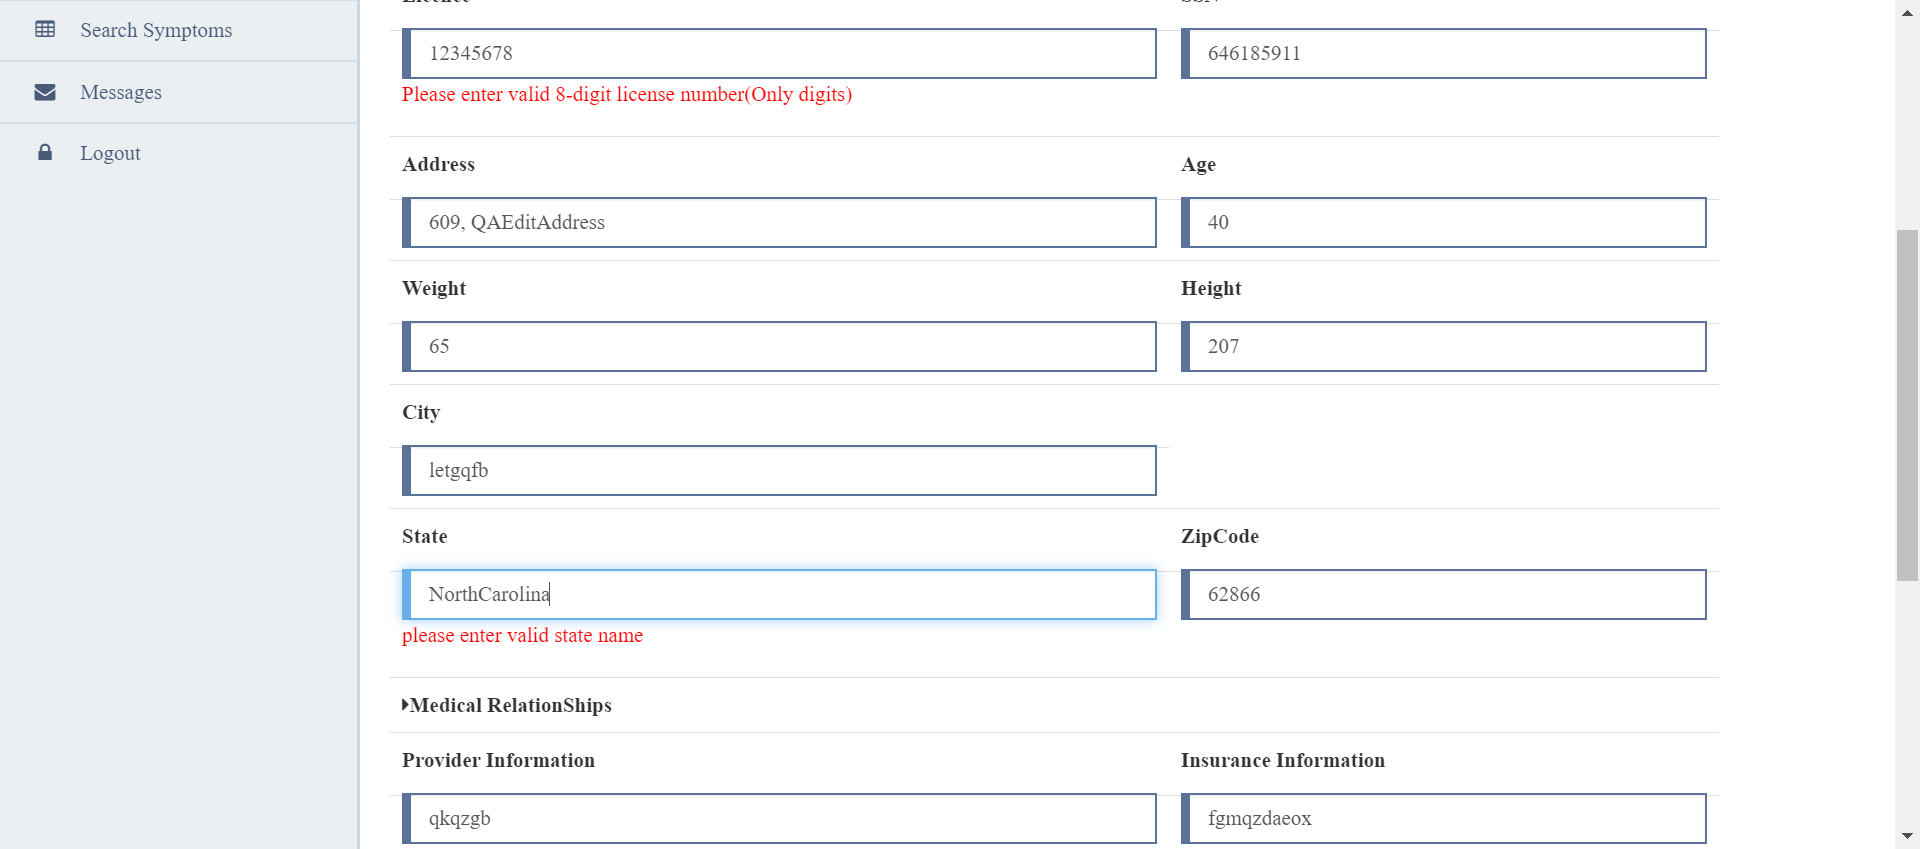 Search Symptoms
Messages
Logout
12345678
646185911
Please enter valid 8-digit license number(Only digits)
Address
Age
609, QAEditAddress
40
Weight
Height
65
207
City
letgqfb
State
ZipCode
NorthCarolina
62866
please enter valid state name
Medical RelationShips
Provider Information
Insurance Information
qkqzgb
fgmqzdaeox